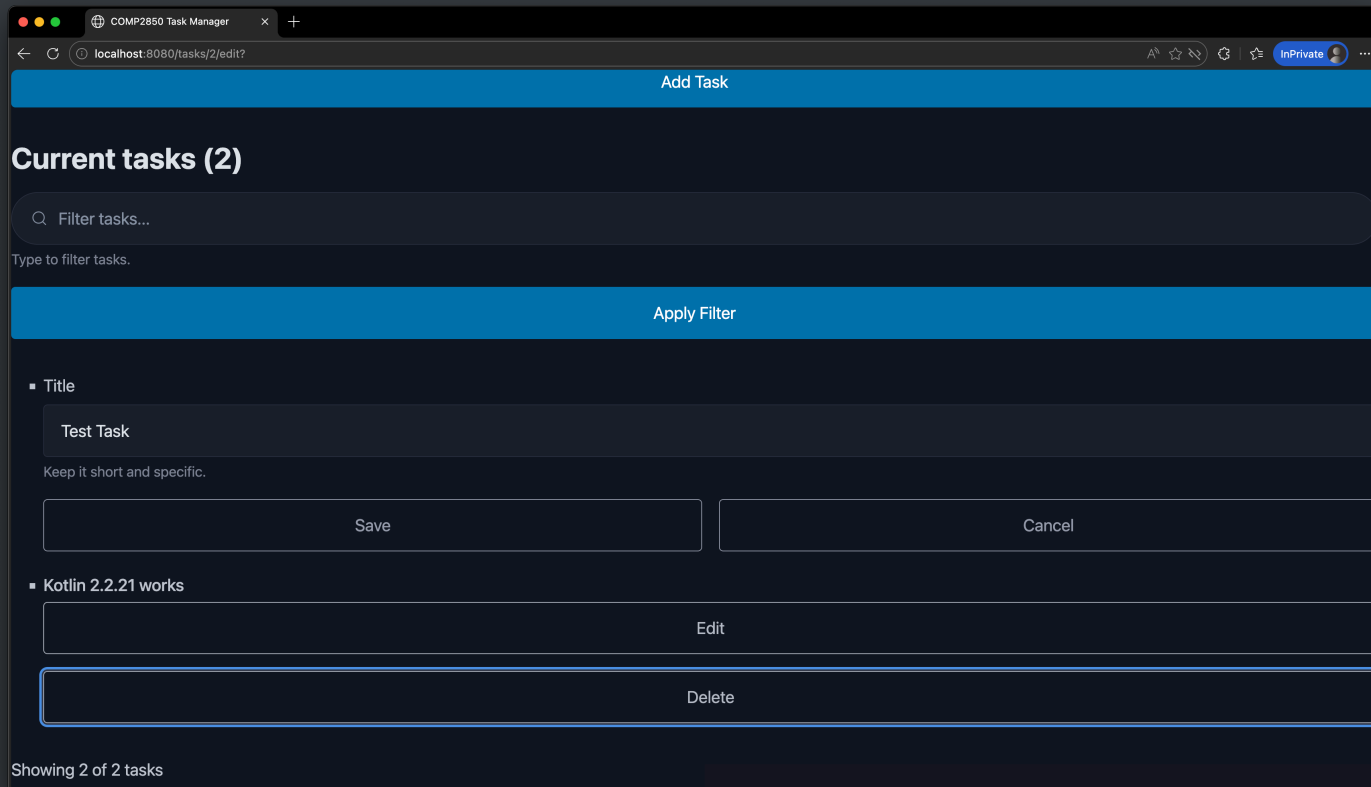 COMP2850 Task Manager
localhost:8080/tasks/2/edit?
InPrivate
Add Task
Current tasks (2)
Filter tasks...
Type to filter tasks.
Apply Filter
Title
Test Task
Keep it short and specific.
Save Cancel
Kotlin 2.2.21 works
Edit
Delete
Showing 2 of 2 tasks